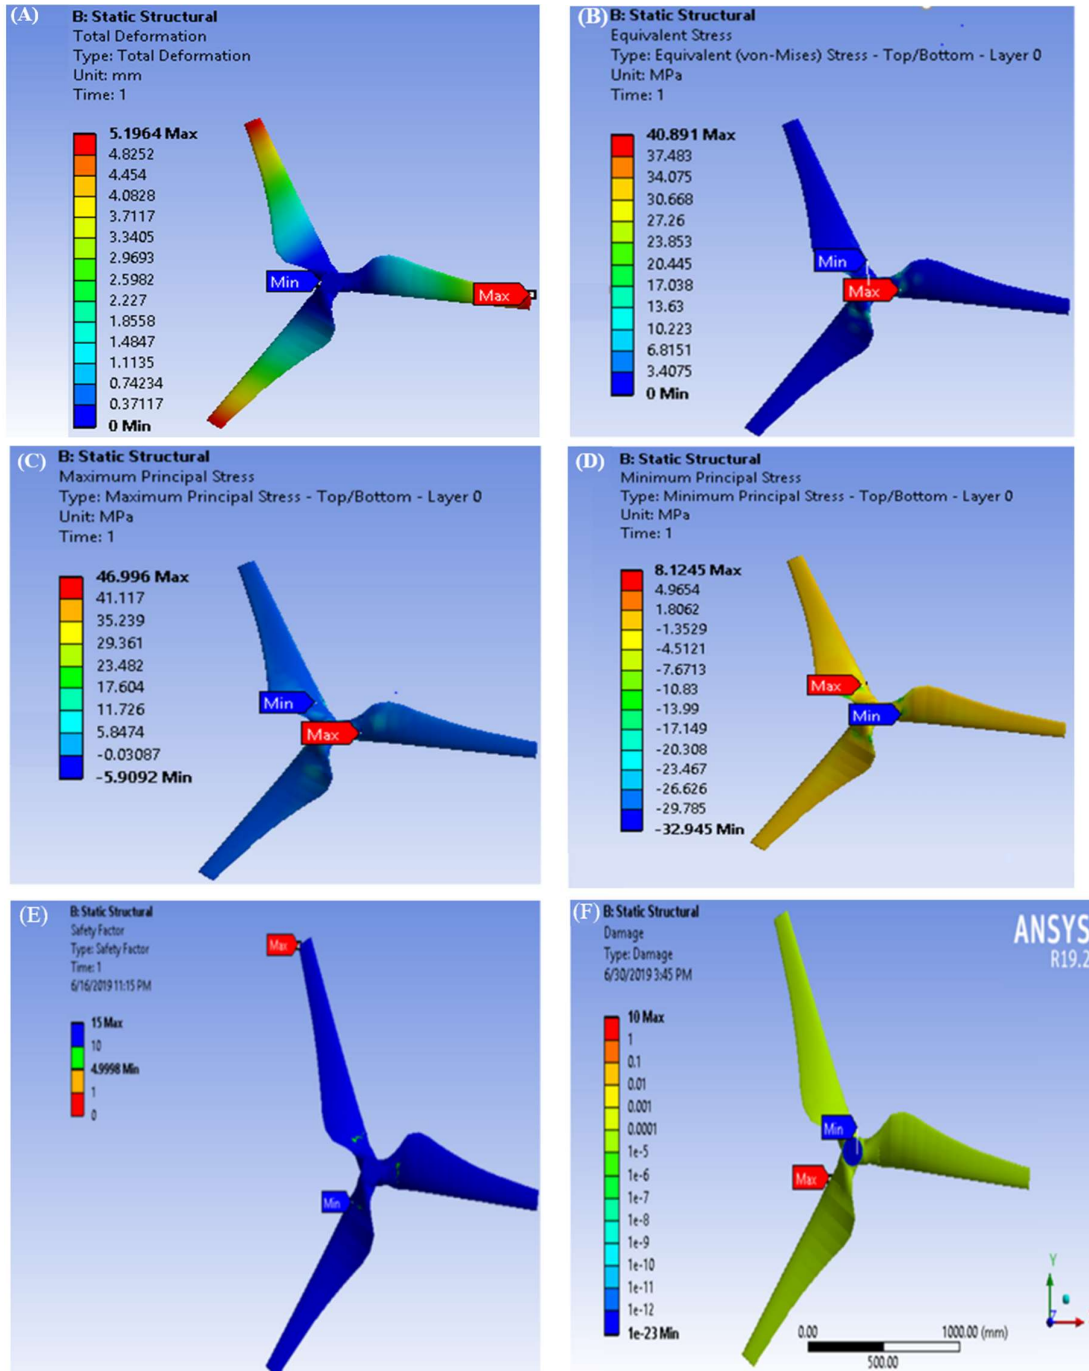 (A)
B: Static Structural
Total Deformation
Type: Total Deformation
Unit: mm
Time: 1
5.1964 Max
4.8252
4.454
4.0828
3.7117
3.3405
2.9693
2.5982
2.227
1.8558
1.4847
1.1135
0.74234
0.37117
0 Min
Min
Max
(B)
B: Static Structural
Equivalent Stress
Type: Equivalent (von-Mises) Stress - Top/Bottom - Layer 0
Unit: MPa
Time: 1
40.891 Max
37.483
34.075
30.668
27.26
23.853
20.445
17.038
13.63
10.223
6.8151
3.4075
0 Min
Min
Max
(C)
B: Static Structural
Maximum Principal Stress
Type: Maximum Principal Stress - Top/Bottom - Layer 0
Unit: MPa
Time: 1
46.996 Max
41.117
35.239
29.361
23.482
17.604
11.726
5.8474
-0.03087
-5.9092 Min
Min
Max
(D)
B: Static Structural
Minimum Principal Stress
Type: Minimum Principal Stress - Top/Bottom - Layer 0
Unit: MPa
Time: 1
8.1245 Max
4.9654
1.8062
-1.3529
-4.5121
-7.6713
-10.83
-13.99
-17.149
-20.308
-23.467
-26.626
-29.785
-32.945 Min
Max
Min
(E)
B: Static Structural
Safety Factor
Type: Safety Factor
Time: 1
6/16/2019 11:15 PM
15 Max
10
4.9998 Min
1
0
Max
Min
(F)
B: Static Structural
Damage
Type: Damage
6/30/2019 3:45 PM
ANSYS
R19.2
10 Max
1
0.1
0.01
0.001
0.0001
1e-5
1e-6
1e-7
1e-8
1e-9
1e-10
1e-11
1e-12
1e-23 Min
Min
Max
Y
Z
0.00
1000.00 (mm)
500.00